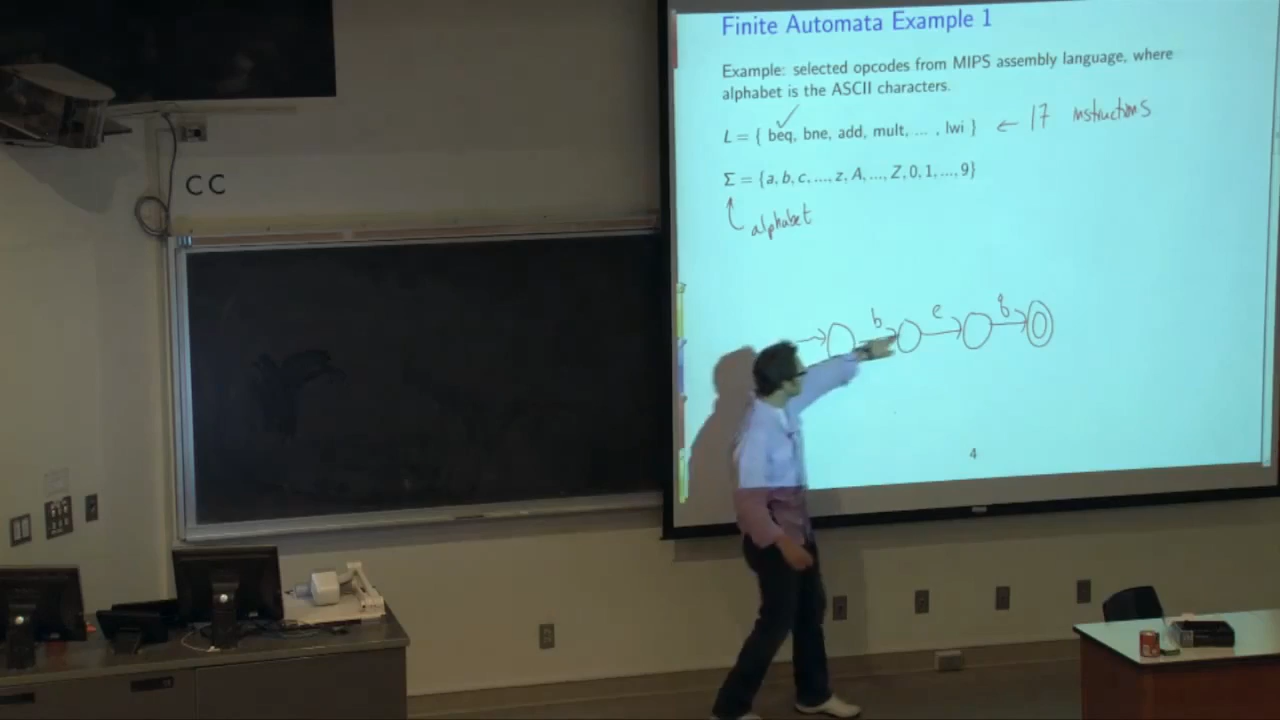 Finite Automata Example 1
Example: selected opcodes from MIPS assembly language, where
alphabet is the ASCII characters.
L = { beq, bne, add, mult, ... , lwi } ← 17 instructions
Σ = {a, b, c, ..., z, A, ..., Z, 0, 1, ..., 9}
alphabet
CC
b e q
4